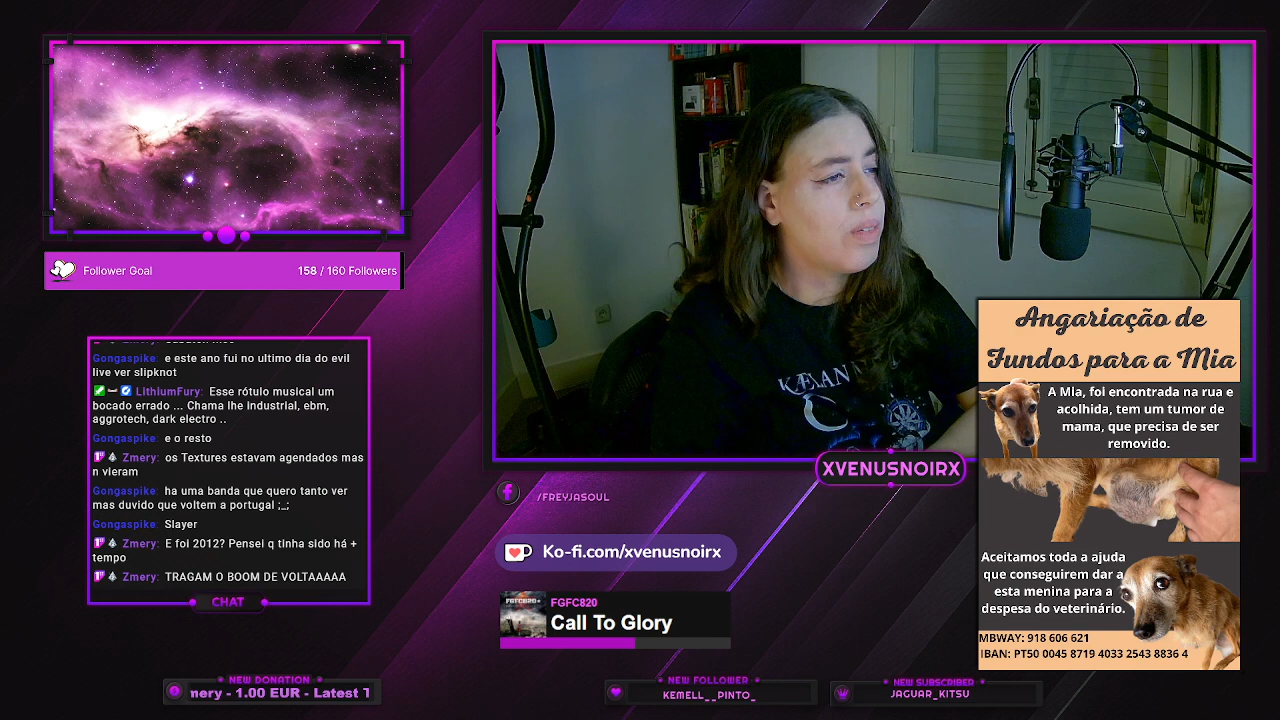 Follower Goal
158 / 160 Followers
Gongaspike: e este ano fui no ultimo dia do evil
live ver slipknot
LithiumFury: Esse rótulo musical um
bocado errado ... Chama lhe industrial, ebm,
aggrotech, dark electro ..
Gongaspike: e o resto
Zmery: os Textures estavam agendados mas
n vieram
Gongaspike: ha uma banda que quero tanto ver
mas duvido que voltem a portugal ;_;
Gongaspike: Slayer
Zmery: E foi 2012? Pensei q tinha sido há +
tempo
Zmery: TRAGAM O BOOM DE VOLTAAAAA
CHAT
NEW DONATION
nery - 1.00 EUR - Latest T
XVENUSNOIRX
/FREYJASOUL
Ko-fi.com/xvenusnoirx
FGFC820
Call To Glory
NEW FOLLOWER
KEMELL__PINTO_
NEW SUBSCRIBER
JAGUAR_KITSU
Angariação de
Fundos para a Mia
A Mia, foi encontrada na rua e
acolhida, tem um tumor de
mama, que precisa de ser
removido.
Aceitamos toda a ajuda
que conseguirem dar a
esta menina para a
despesa do veterinário.
MBWAY: 918 606 621
IBAN: PT50 0045 8719 4033 2543 8836 4